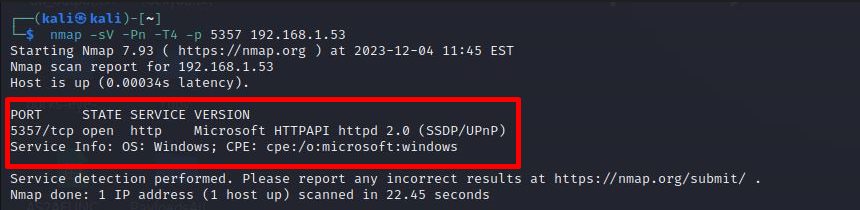 (kali㉿kali)-[~]
$ nmap -sV -Pn -T4 -p 5357 192.168.1.53
Starting Nmap 7.93 ( https://nmap.org ) at 2023-12-04 11:45 EST
Nmap scan report for 192.168.1.53
Host is up (0.00034s latency).
PORT STATE SERVICE VERSION
5357/tcp open http Microsoft HTTPAPI httpd 2.0 (SSDP/UPnP)
Service Info: OS: Windows; CPE: cpe:/o:microsoft:windows
Service detection performed. Please report any incorrect results at https://nmap.org/submit/ .
Nmap done: 1 IP address (1 host up) scanned in 22.45 seconds